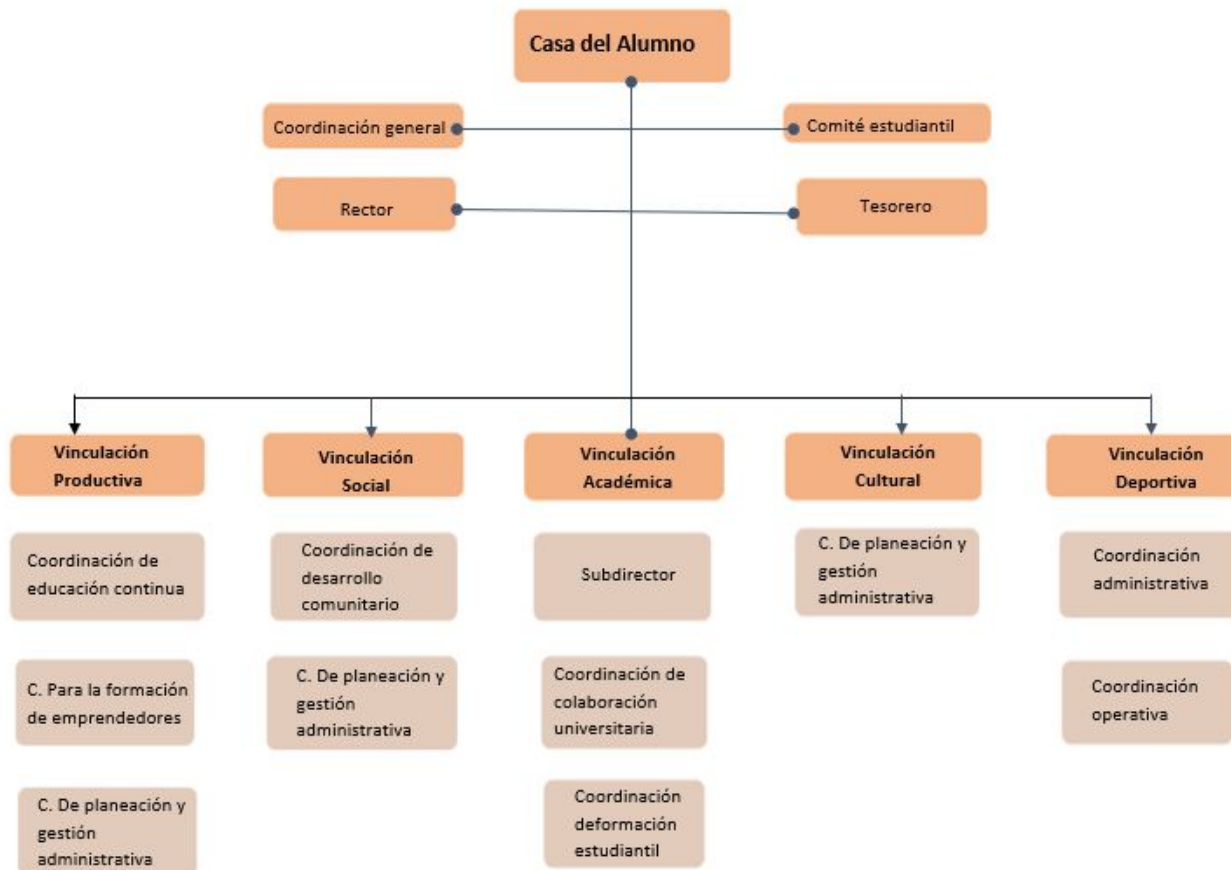 Casa del Alumno
Coordinación general
Comité estudiantil
Rector
Tesorero
Vinculación
Productiva
Vinculación
Social
Vinculación
Académica
Vinculación
Cultural
Vinculación
Deportiva
Coordinación de
educación continua
Coordinación de
desarrollo
comunitario
Subdirector
C. De planeación y
gestión
administrativa
Coordinación
administrativa
C. Para la formación
de emprendedores
C. De planeación y
gestión
administrativa
Coordinación de
colaboración
universitaria
Coordinación
operativa
C. De planeación y
gestión
administrativa
Coordinación
deformación
estudiantil